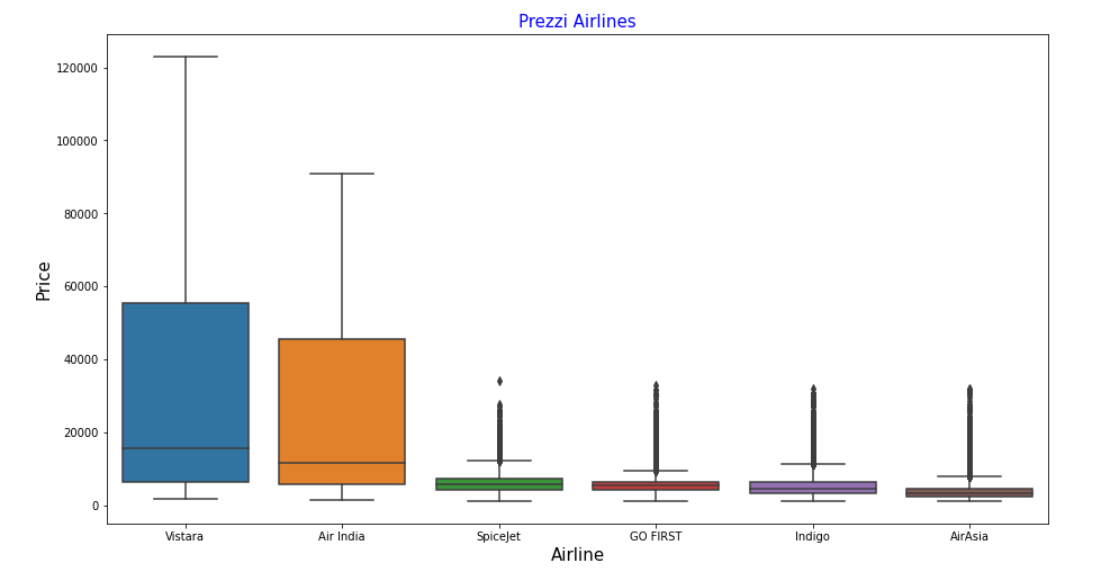 Prezzi Airlines
Price
120000
100000
80000
60000
40000
20000
0
Vistara Air India SpiceJet GO FIRST Indigo AirAsia
Airline